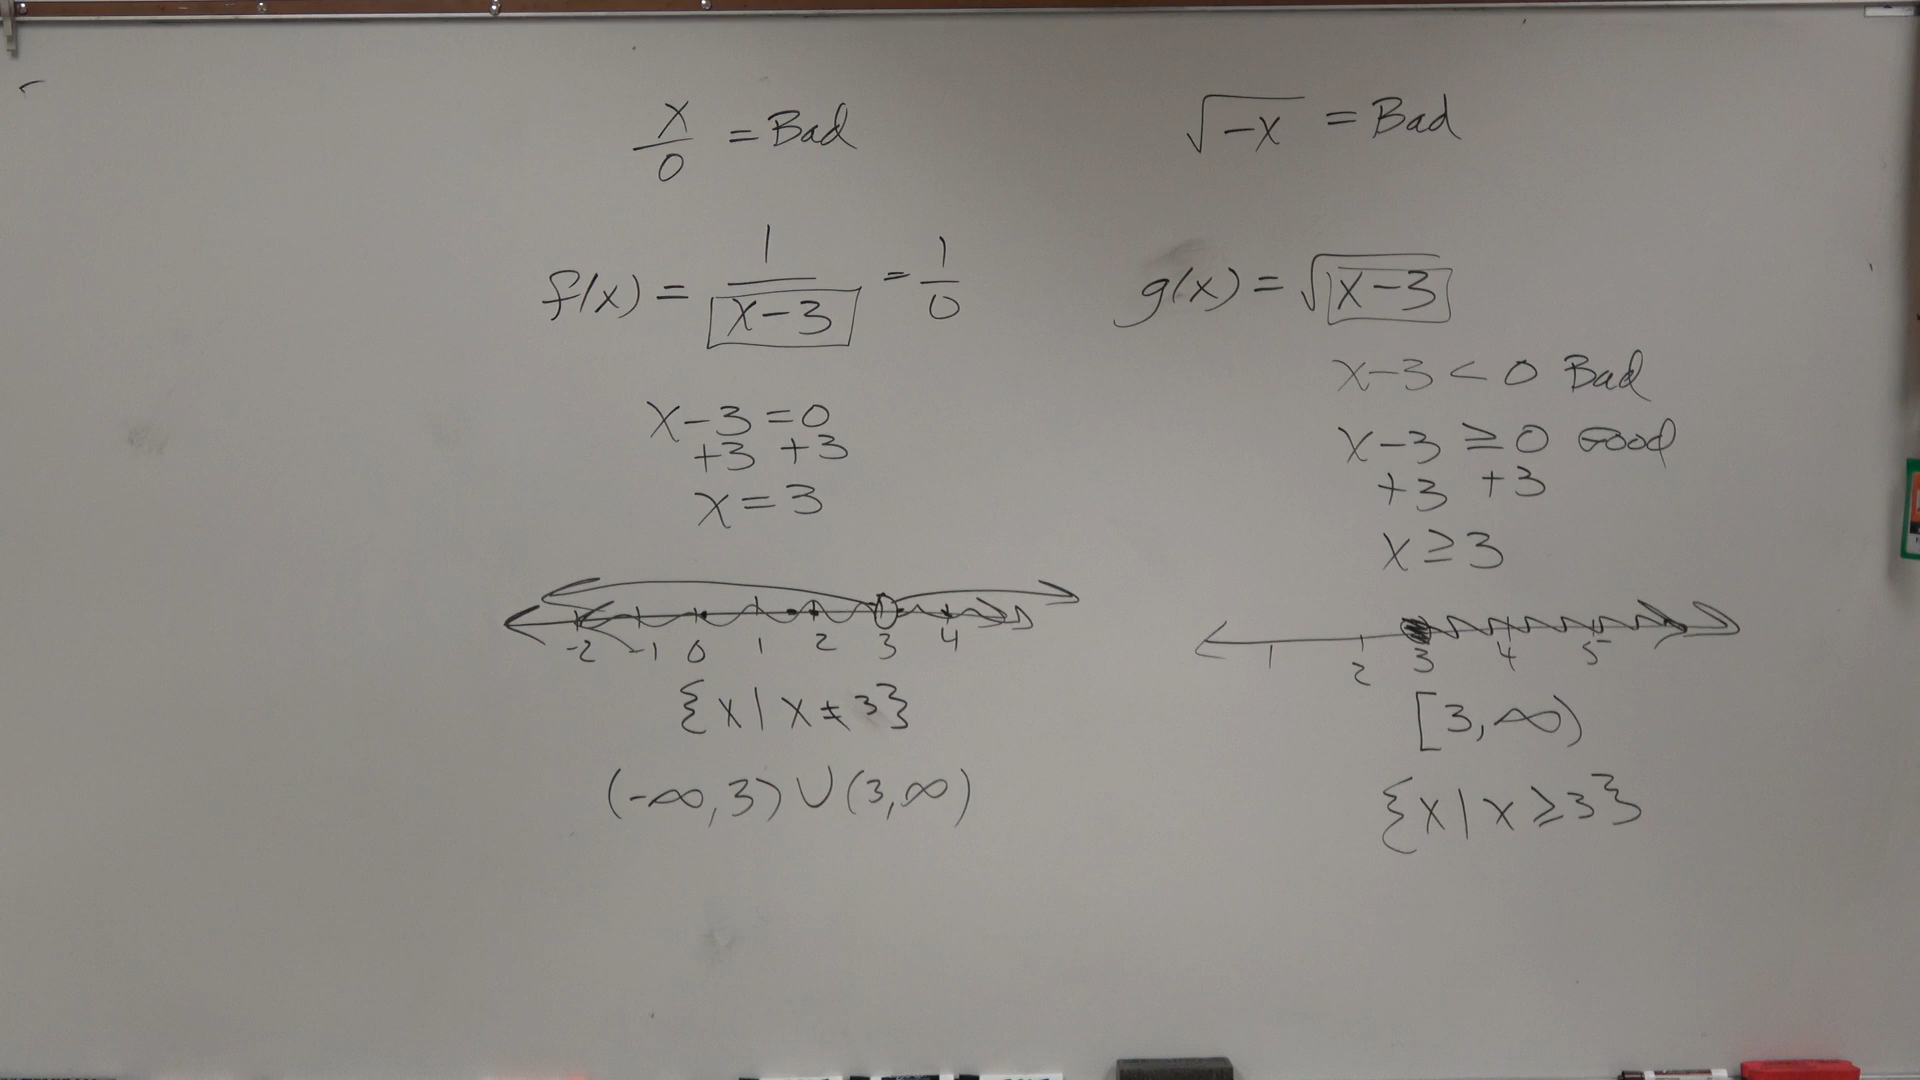 x/0 = Bad
f(x) = 1/(x-3) = 1/0
x-3=0
+3 +3
x=3
-2 -1 0 1 2 3 4
{x|x≠3}
(-∞,3)∪(3,∞)
√-x = Bad
g(x)=√x-3
x-3<0 Bad
x-3≥0 Good
+3 +3
x≥3
1 2 3 4 5
[3,∞)
{x|x≥3}